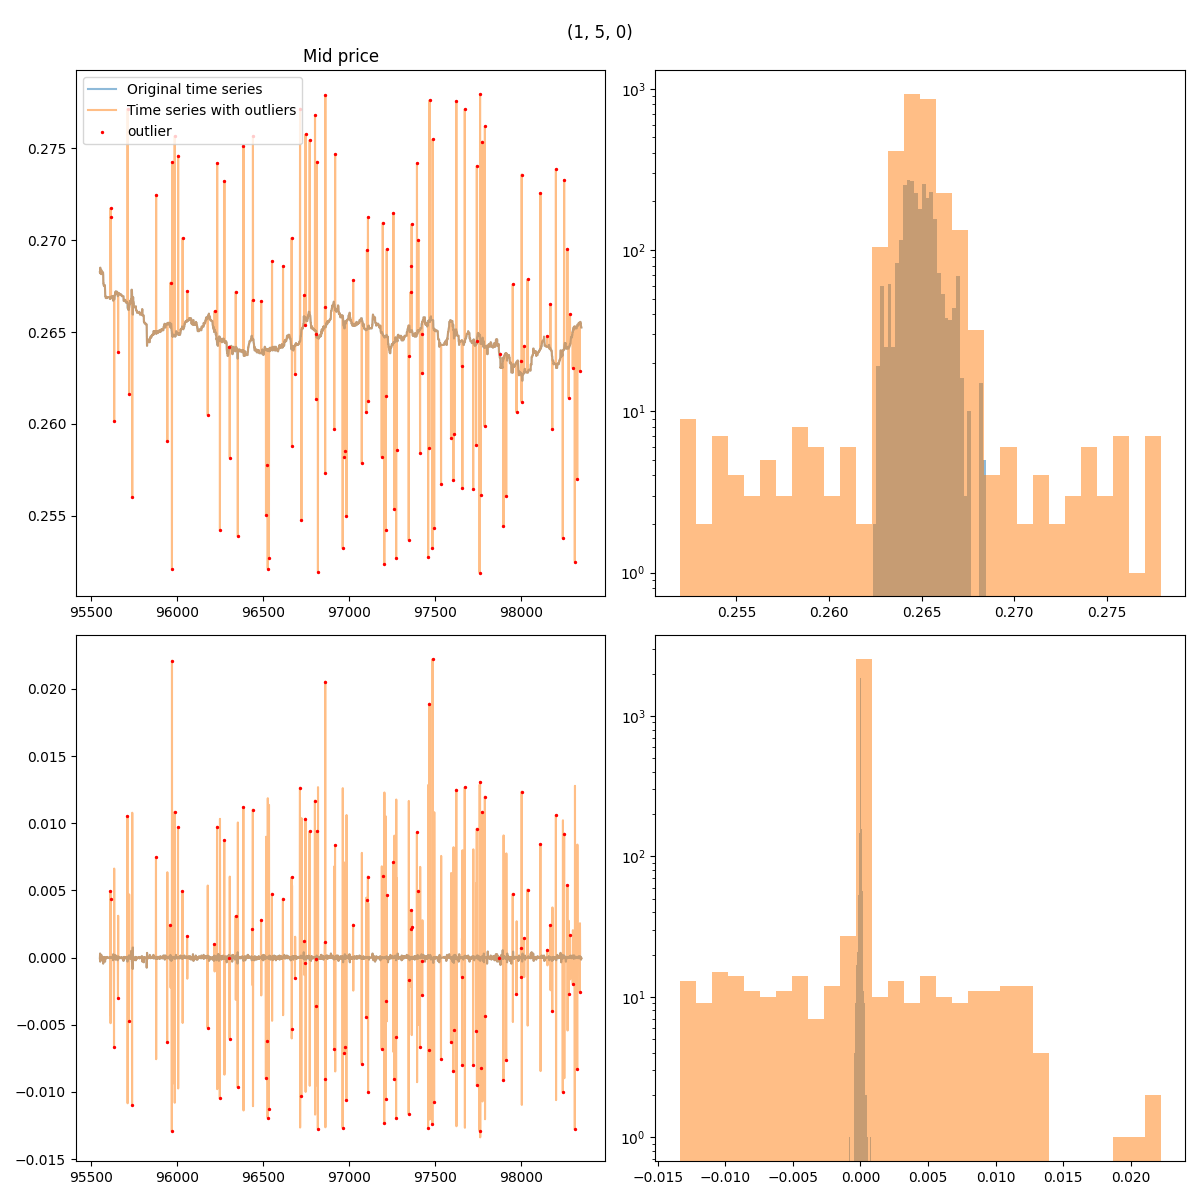 (1, 5, 0)
Mid price
Original time series
Time series with outliers
outlier
0.275
0.270
0.265
0.260
0.255
95500 96000 96500 97000 97500 98000
10³
10²
10¹
10⁰
0.255 0.260 0.265 0.270 0.275
0.020
0.015
0.010
0.005
0.000
−0.005
−0.010
−0.015
95500 96000 96500 97000 97500 98000
10³
10²
10¹
10⁰
−0.015 −0.010 −0.005 0.000 0.005 0.010 0.015 0.020